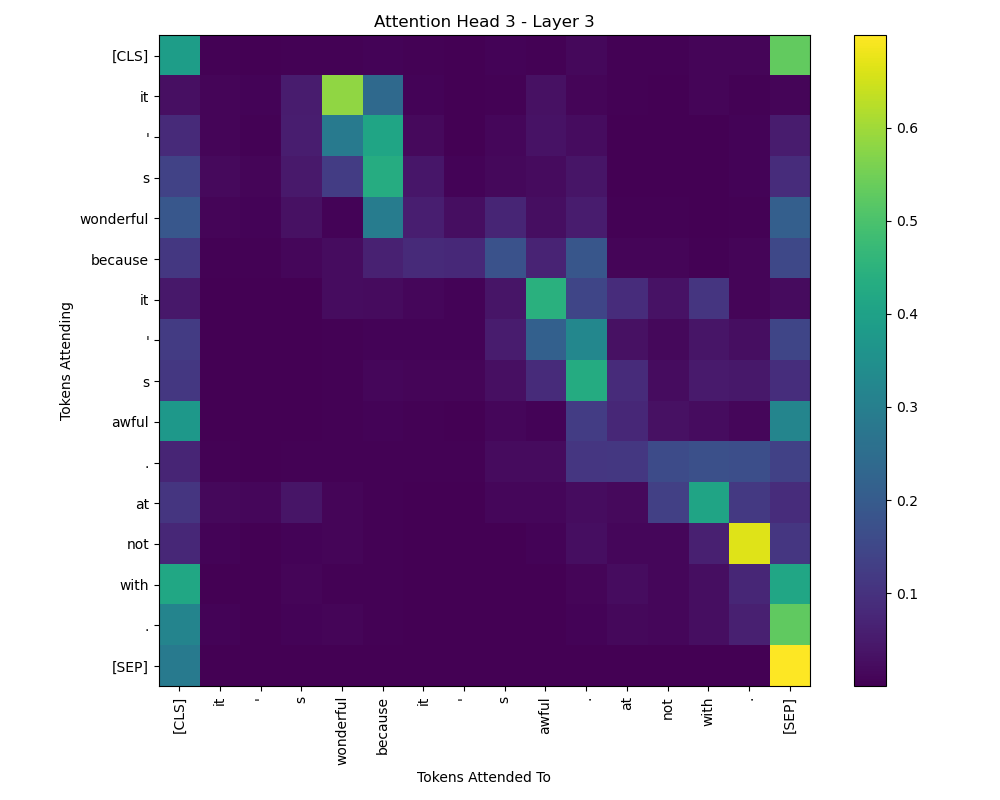 Attention Head 3 - Layer 3
[CLS]
it
'
s
wonderful
because
it
'
s
awful
.
at
not
with
.
[SEP]
Tokens Attending
[CLS]
it
'
s
wonderful
because
it
'
s
awful
.
at
not
with
.
[SEP]
Tokens Attended To
0.6
0.5
0.4
0.3
0.2
0.1